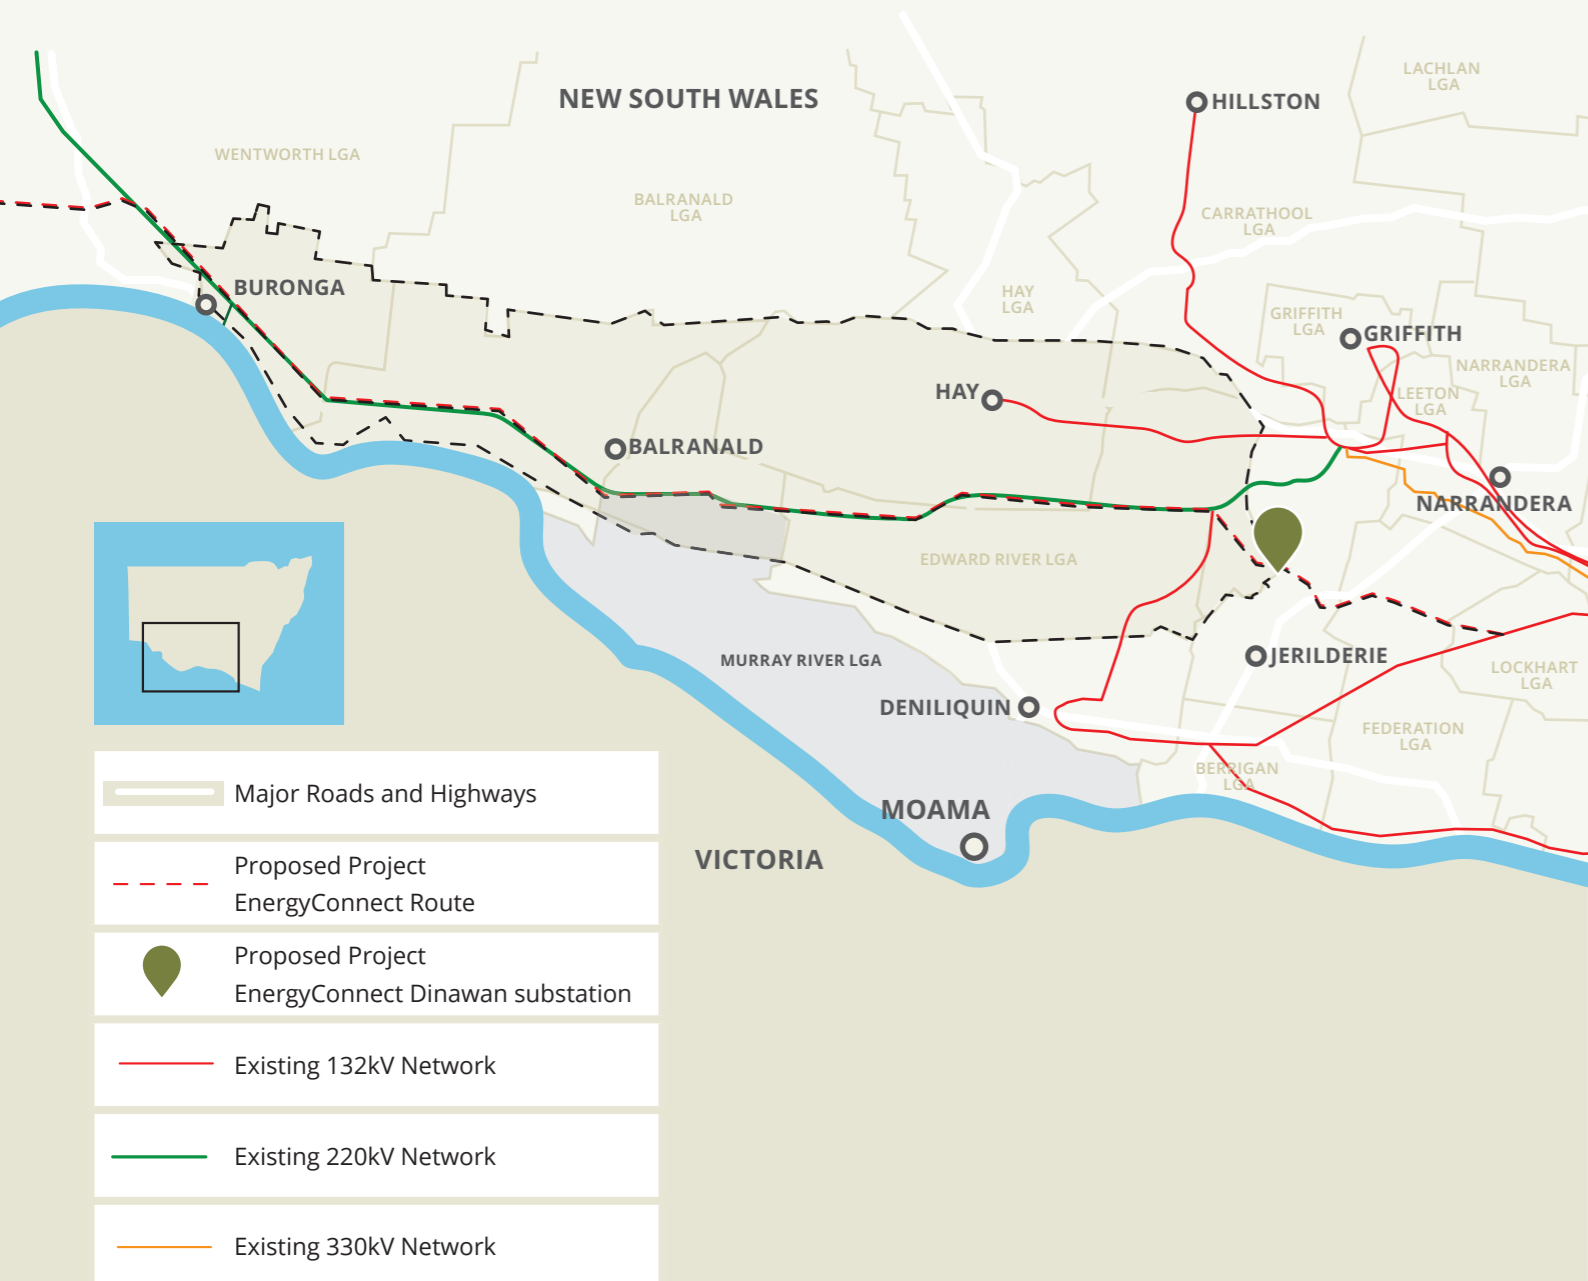 NEW SOUTH WALES
LACHLAN
LGA
HILLSTON
WENTWORTH LGA
BALRANALD
LGA
CARRATHOOL
LGA
BURONGA
HAY
LGA
GRIFFITH
LGA
GRIFFITH
NARRANDERA
LGA
HAY
LEETON
LGA
BALRANALD
NARRANDERA
EDWARD RIVER LGA
MURRAY RIVER LGA
JERILDERIE
LOCKHART
LGA
DENILIQUIN
FEDERATION
LGA
BERRIGAN
LGA
MOAMA
VICTORIA
Major Roads and Highways
Proposed Project
EnergyConnect Route
Proposed Project
EnergyConnect Dinawan substation
Existing 132kV Network
Existing 220kV Network
Existing 330kV Network